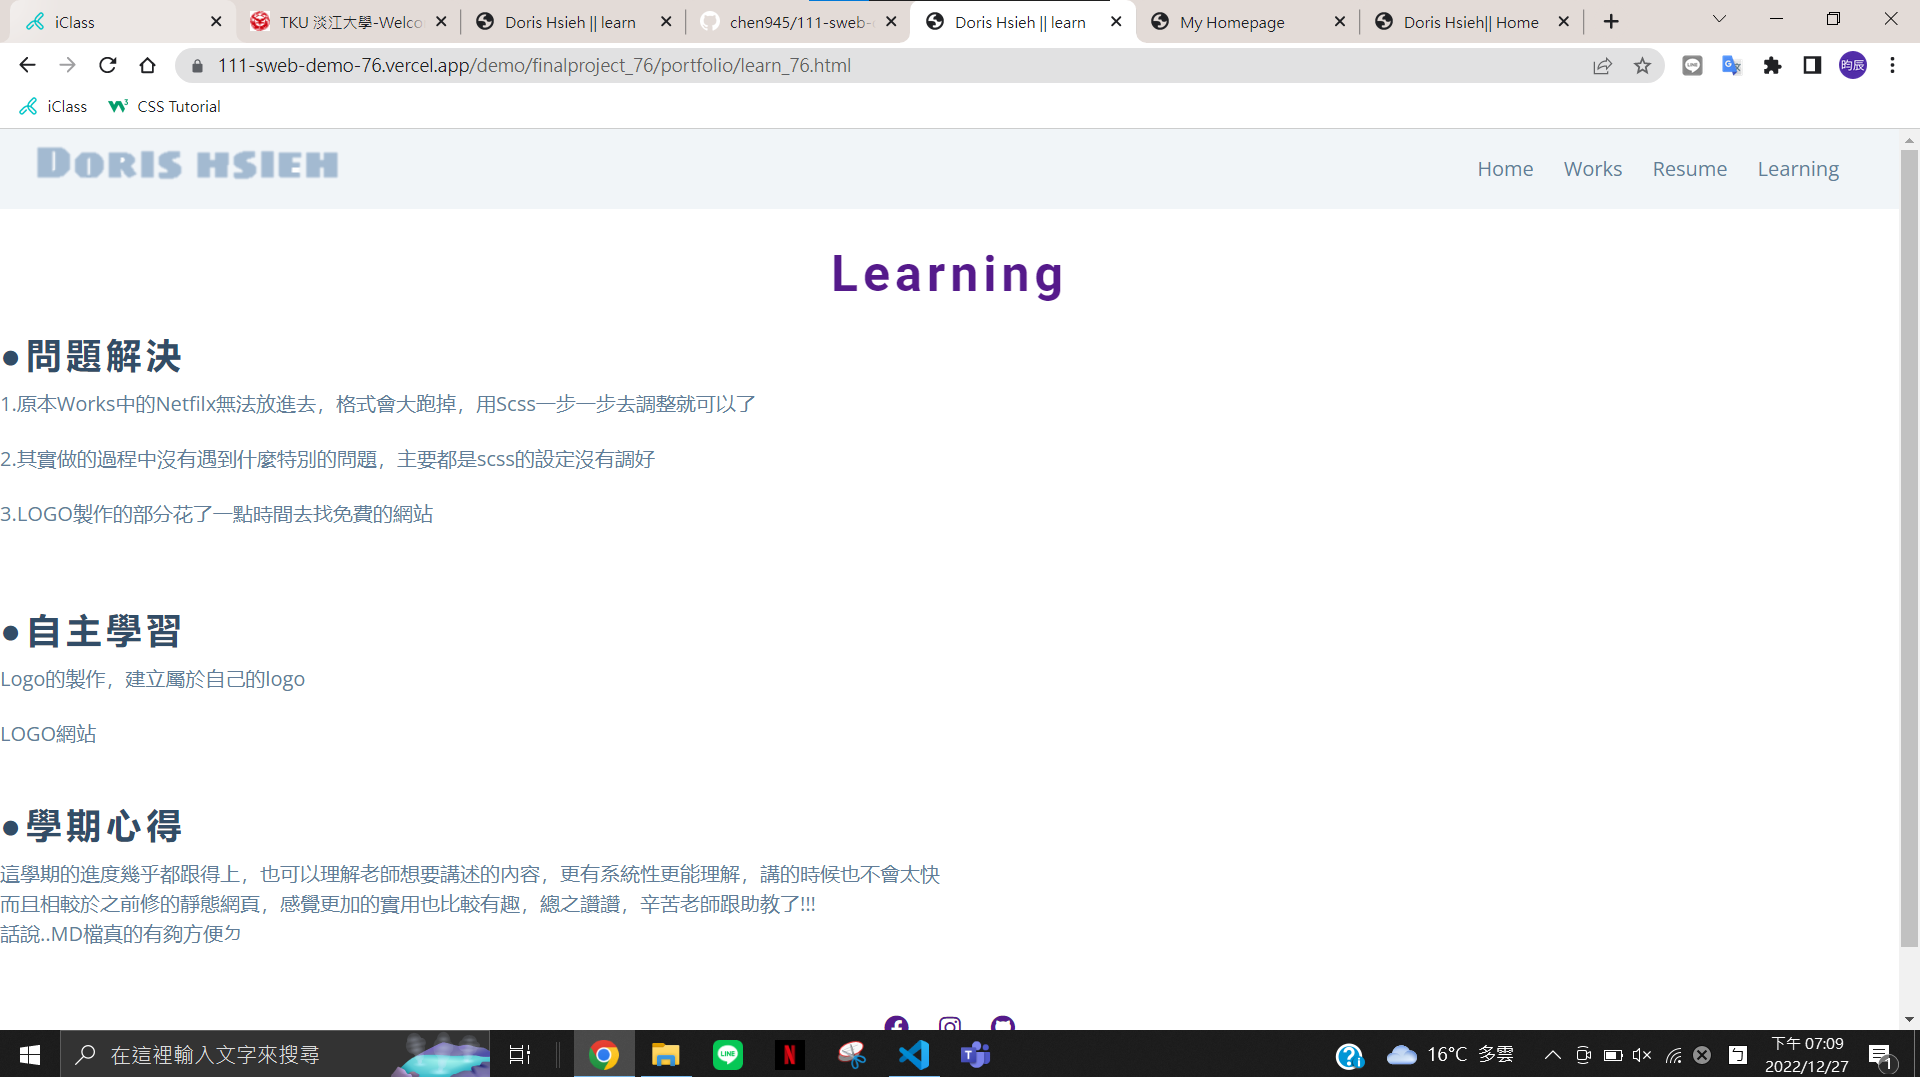 iClass
TKU 淡江大學-Welco
Doris Hsieh || learn
chen945/111-sweb-
Doris Hsieh || learn
My Homepage
Doris Hsieh|| Home
111-sweb-demo-76.vercel.app/demo/finalproject_76/portfolio/learn_76.html
昀辰
iClass
CSS Tutorial
DORIS HSIEH
Home Works Resume Learning
Learning
●問題解決
1.原本Works中的Netfilx無法放進去，格式會大跑掉，用Scss一步一步去調整就可以了
2.其實做的過程中沒有遇到什麼特別的問題，主要都是scss的設定沒有調好
3.LOGO製作的部分花了一點時間去找免費的網站
●自主學習
Logo的製作，建立屬於自己的logo
LOGO網站
●學期心得
這學期的進度幾乎都跟得上，也可以理解老師想要講述的內容，更有系統性更能理解，講的時候也不會太快
而且相較於之前修的靜態網頁，感覺更加的實用也比較有趣，總之讚讚，辛苦老師跟助教了!!!
話說..MD檔真的有夠方便ㄉ
在這裡輸入文字來搜尋
LINE
N
16°C 多雲
ㄅ
下午 07:09
2022/12/27
1